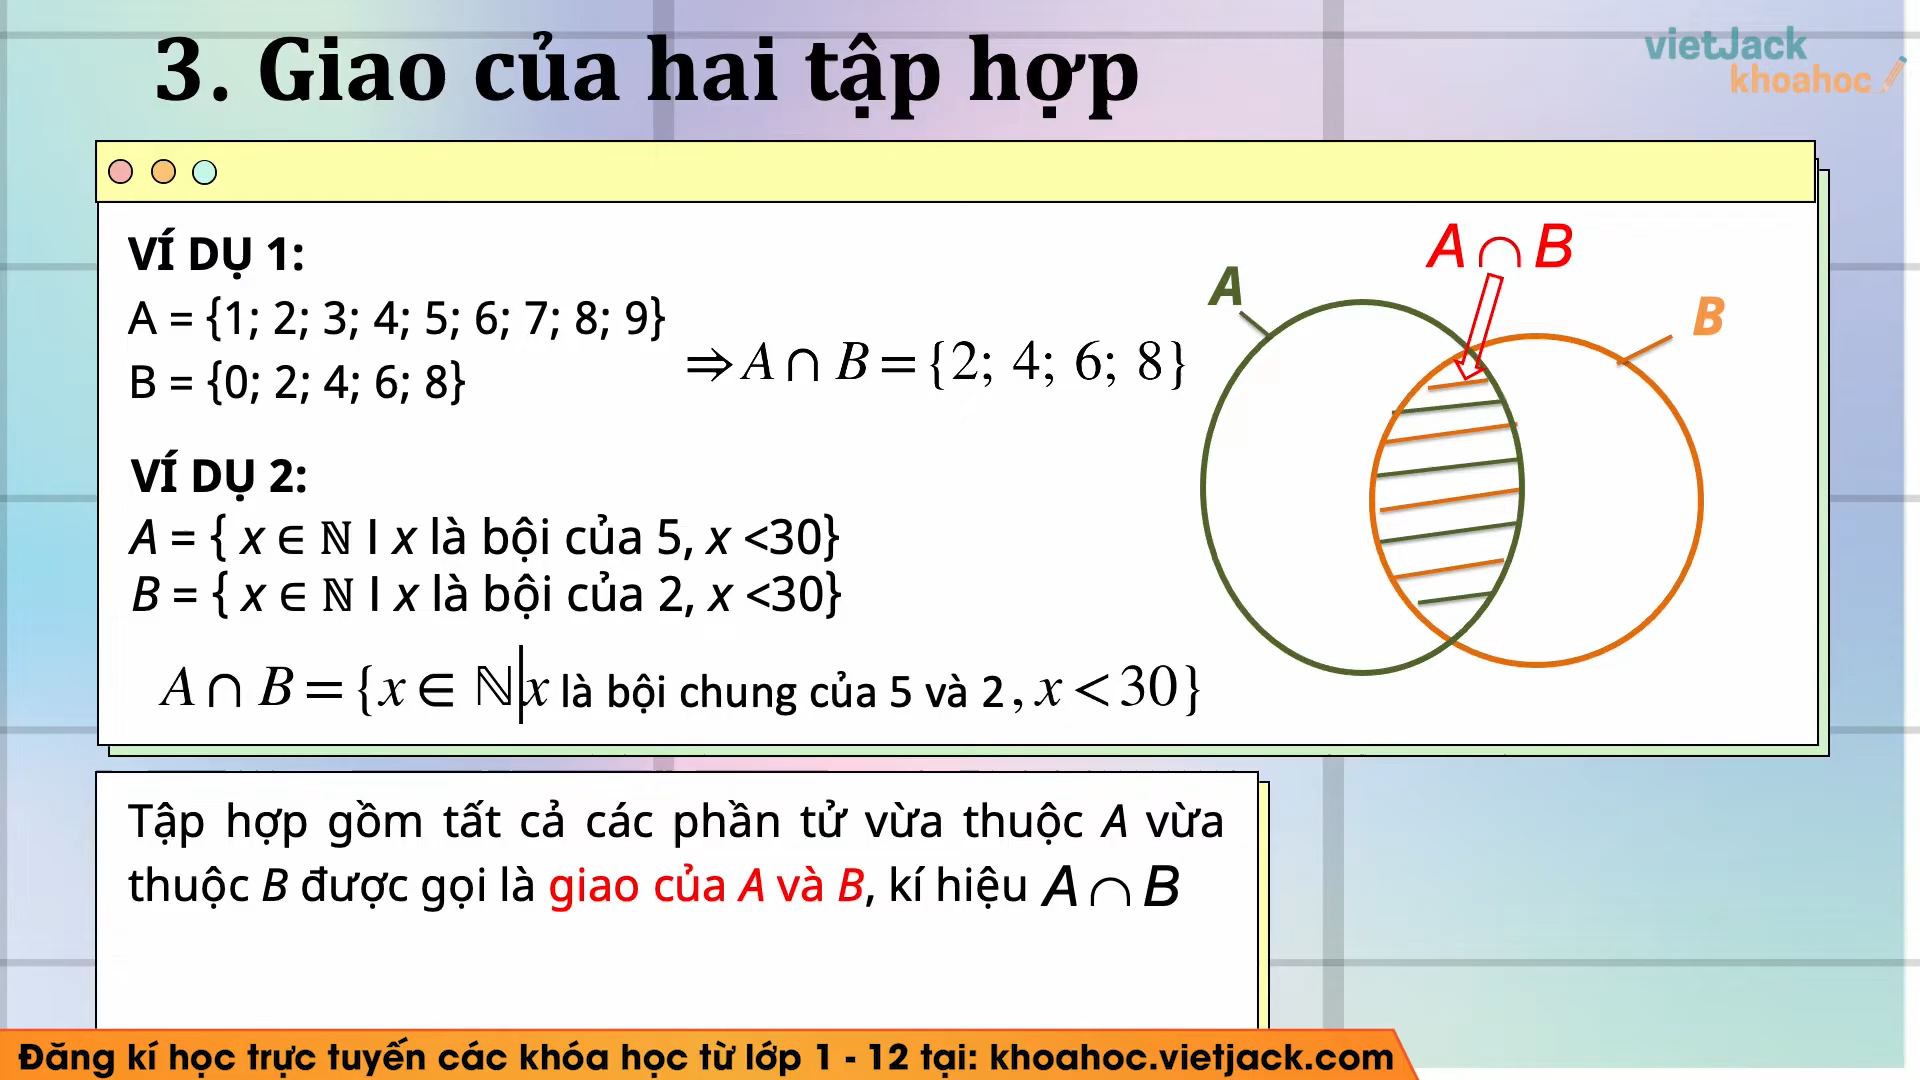 3. Giao của hai tập hợp
vietJack
khoahoc
VÍ DỤ 1:
A = {1; 2; 3; 4; 5; 6; 7; 8; 9}
B = {0; 2; 4; 6; 8}
⇒ A ∩ B = {2; 4; 6; 8}
A ∩ B
A
B
VÍ DỤ 2:
A = { x ∈ ℕ I x là bội của 5, x <30}
B = { x ∈ ℕ I x là bội của 2, x <30}
A ∩ B = {x ∈ ℕ|x là bội chung của 5 và 2 , x < 30}
Tập hợp gồm tất cả các phần tử vừa thuộc A vừa
thuộc B được gọi là giao của A và B, kí hiệu A ∩ B
Đăng kí học trực tuyến các khóa học từ lớp 1 - 12 tại: khoahoc.vietjack.com